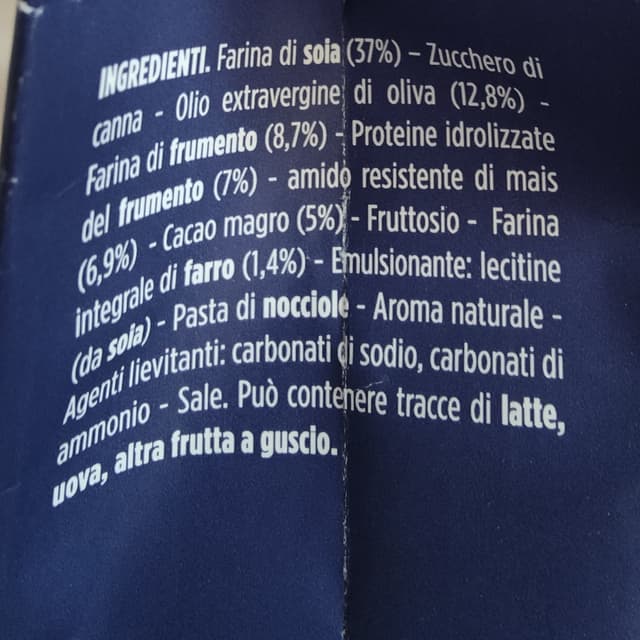 INGREDIENTI. Farina di soia (37%) – Zucchero di
canna - Olio extravergine di oliva (12,8%) -
Farina di frumento (8,7%) - Proteine idrolizzate
del frumento (7%) - amido resistente di mais
(6,9%) - Cacao magro (5%) - Fruttosio - Farina
integrale di farro (1,4%) - Emulsionante: lecitine
(da soia) - Pasta di nocciole - Aroma naturale -
Agenti lievitanti: carbonati di sodio, carbonati di
ammonio - Sale. Può contenere tracce di latte,
uova, altra frutta a guscio.